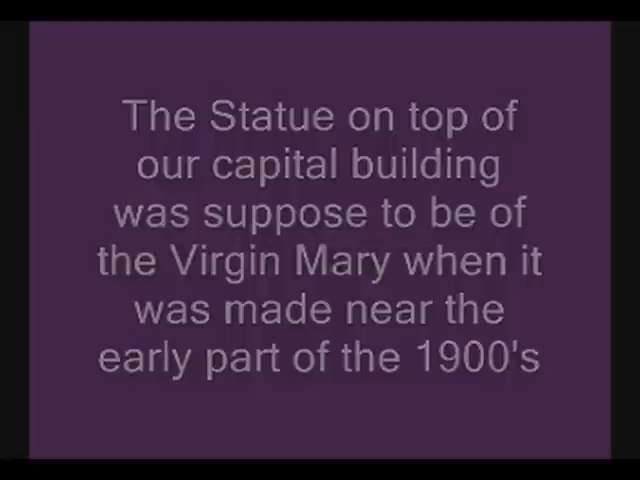 The Statue on top of
our capital building
was suppose to be of
the Virgin Mary when it
was made near the
early part of the 1900's